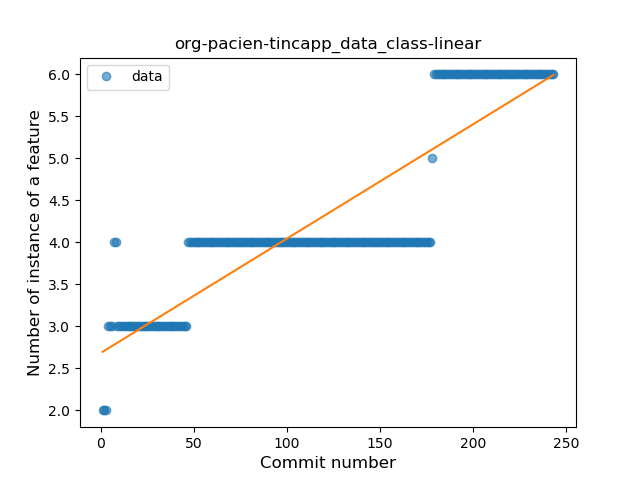 org-pacien-tincapp_data_class-linear
data
Number of instance of a feature
6.0
5.5
5.0
4.5
4.0
3.5
3.0
2.5
2.0
0 50 100 150 200 250
Commit number